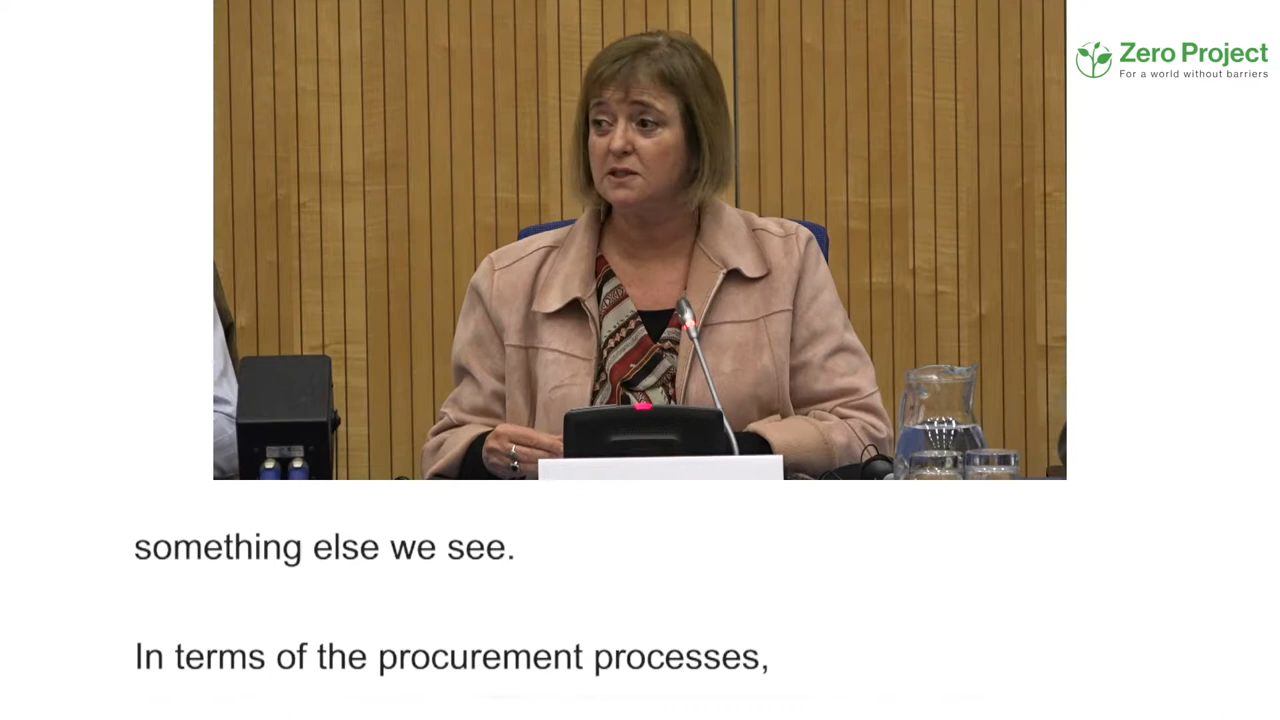 Zero Project
For a world without barriers
something else we see.
In terms of the procurement processes,